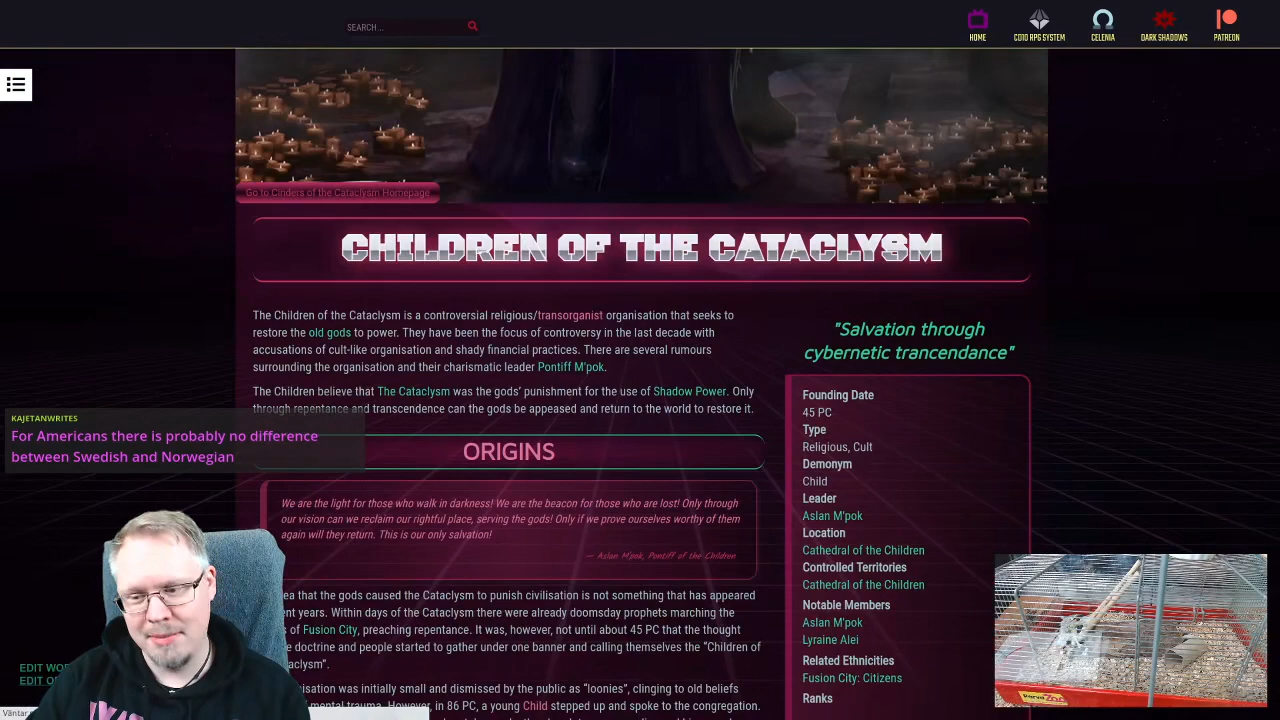 SEARCH...
HOME
CD10 RPG SYSTEM
CELENIA
DARK SHADOWS
PATREON
Go to Cinders of the Cataclysm Homepage
CHILDREN OF THE CATACLYSM
The Children of the Cataclysm is a controversial religious/transorganist organisation that seeks to
restore the old gods to power. They have been the focus of controversy in the last decade with
accusations of cult-like organisation and shady financial practices. There are several rumours
surrounding the organisation and their charismatic leader Pontiff M'pok.
The Children believe that The Cataclysm was the gods' punishment for the use of Shadow Power. Only
through repentance and transcendence can the gods be appeased and return to the world to restore it.
KAJETANWRITES
For Americans there is probably no difference
between Swedish and Norwegian
ORIGINS
We are the light for those who walk in darkness! We are the beacon for those who are lost! Only through
our vision can we reclaim our rightful place, serving the gods! Only if we prove ourselves worthy of them
again will they return. This is our only salvation!
— Aslan M'pok, Pontiff of the Children
ea that the gods caused the Cataclysm to punish civilisation is not something that has appeared
nt years. Within days of the Cataclysm there were already doomsday prophets marching the
s of Fusion City, preaching repentance. It was, however, not until about 45 PC that the thought
e doctrine and people started to gather under one banner and calling themselves the "Children of
aclysm".
isation was initially small and dismissed by the public as "loonies", clinging to old beliefs
mental trauma. However, in 86 PC, a young Child stepped up and spoke to the congregation.
"Salvation through
cybernetic trancendance"
Founding Date
45 PC
Type
Religious, Cult
Demonym
Child
Leader
Aslan M'pok
Location
Cathedral of the Children
Controlled Territories
Cathedral of the Children
Notable Members
Aslan M'pok
Lyraine Alei
Related Ethnicities
Fusion City: Citizens
Ranks
EDIT WOR
EDIT
Väntar